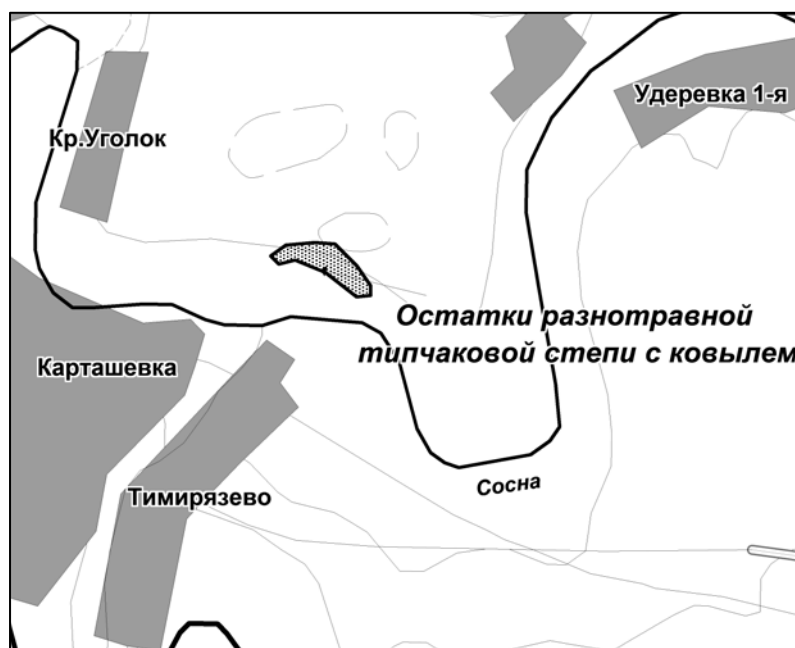 Удеревка 1-я
Кр.Уголок
Остатки разнотравной
типчаковой степи с ковылем
Карташевка
Сосна
Тимирязево